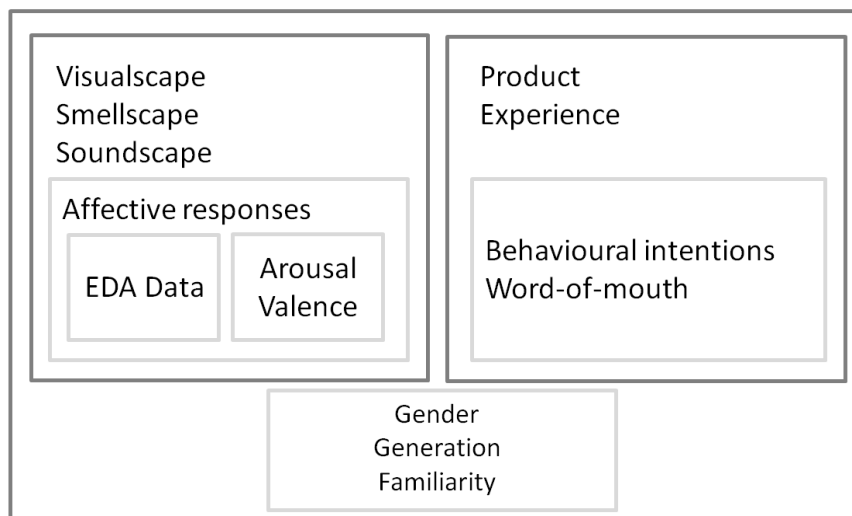 Visualscape
Smellscape
Soundscape
Affective responses
EDA Data
Arousal
Valence
Product
Experience
Behavioural intentions
Word-of-mouth
Gender
Generation
Familiarity